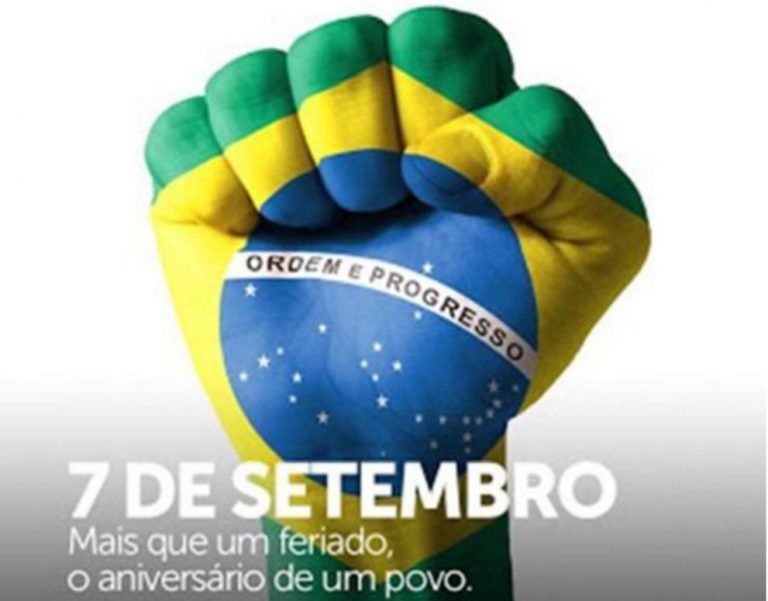 ORDEM E PROGRESSO
7 DE SETEMBRO
Mais que um feriado,
o aniversário de um povo.